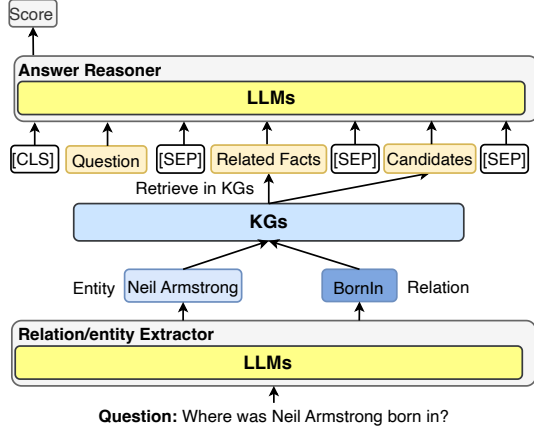 Score
Answer Reasoner
LLMs
[CLS] Question [SEP] Related Facts [SEP] Candidates [SEP]
Retrieve in KGs
KGs
Entity Neil Armstrong BornIn Relation
Relation/entity Extractor
LLMs
Question: Where was Neil Armstrong born in?